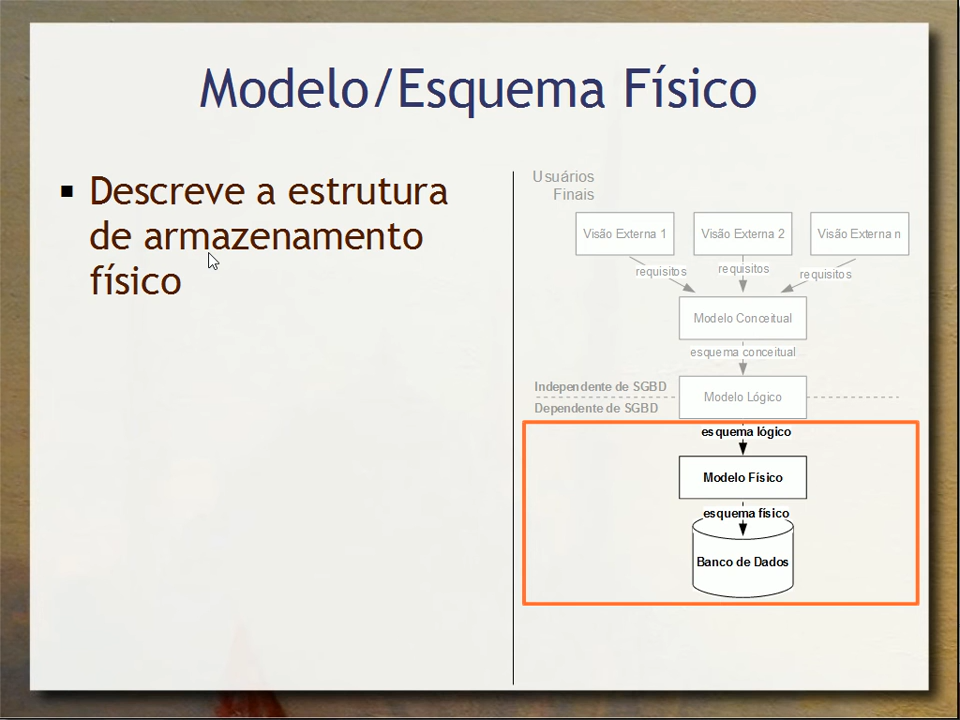 Modelo/Esquema Físico
Descreve a estrutura
de armazenamento
físico
Usuários
Finais
Visão Externa 1
Visão Externa 2
Visão Externa n
requisitos
requisitos
requisitos
Modelo Conceitual
esquema conceitual
Independente de SGBD
Modelo Lógico
Dependente de SGBD
esquema lógico
Modelo Físico
esquema físico
Banco de Dados